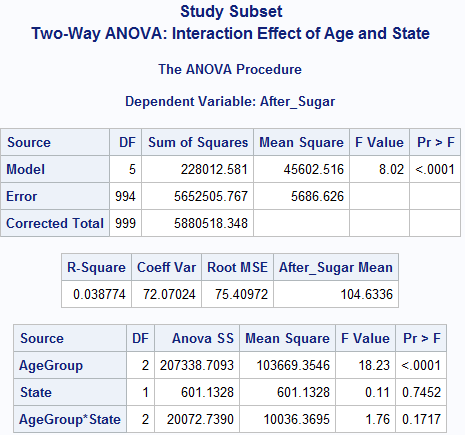 Study Subset
Two-Way ANOVA: Interaction Effect of Age and State
The ANOVA Procedure
Dependent Variable: After_Sugar
Source DF Sum of Squares Mean Square F Value Pr > F
Model 5 228012.581 45602.516 8.02 <.0001
Error 994 5652505.767 5686.626
Corrected Total 999 5880518.348
R-Square Coeff Var Root MSE After_Sugar Mean
0.038774 72.07024 75.40972 104.6336
Source DF Anova SS Mean Square F Value Pr > F
AgeGroup 2 207338.7093 103669.3546 18.23 <.0001
State 1 601.1328 601.1328 0.11 0.7452
AgeGroup*State 2 20072.7390 10036.3695 1.76 0.1717